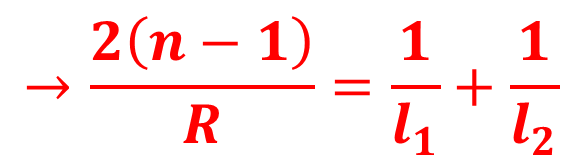 → 2(n − 1)/R = 1/l₁ + 1/l₂